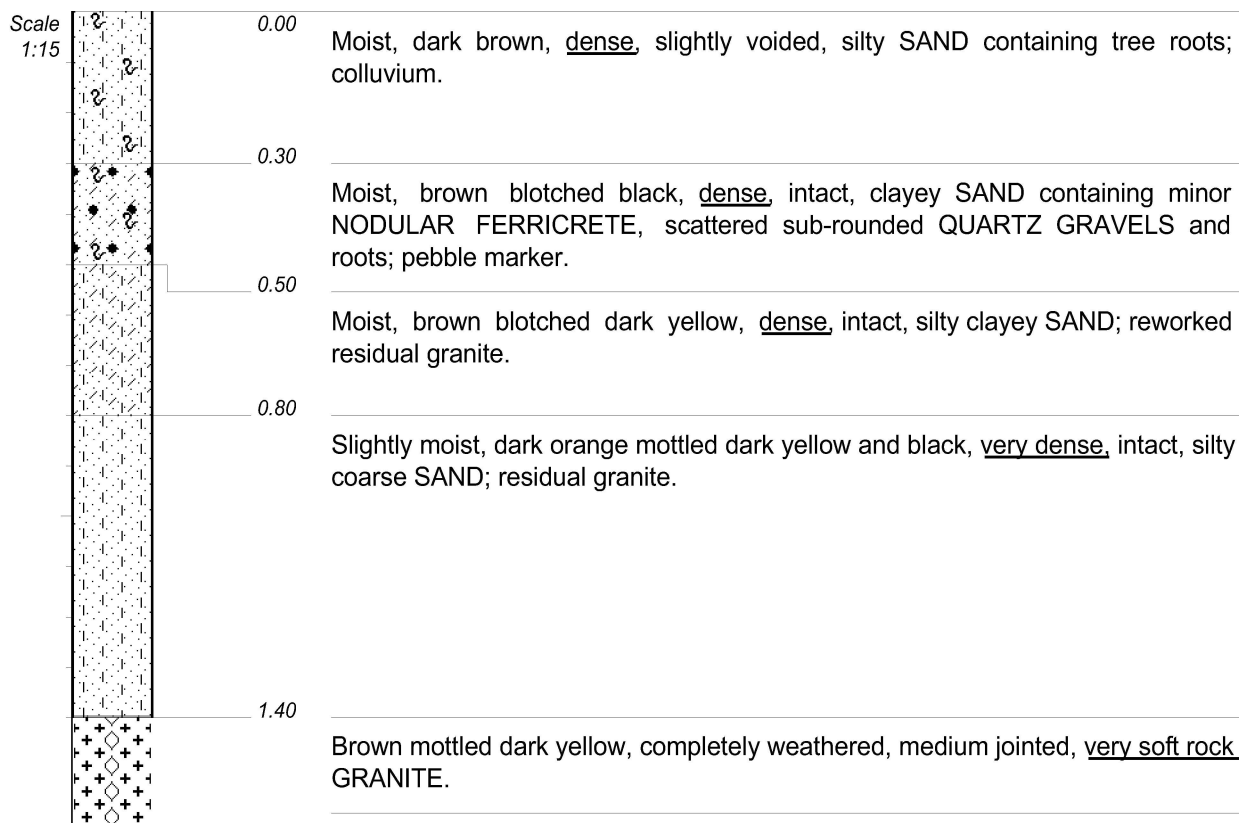 Scale
1:15
0.00
Moist, dark brown, dense, slightly voided, silty SAND containing tree roots;
colluvium.
0.30
Moist, brown blotched black, dense, intact, clayey SAND containing minor
NODULAR FERRICRETE, scattered sub-rounded QUARTZ GRAVELS and
roots; pebble marker.
0.50
Moist, brown blotched dark yellow, dense, intact, silty clayey SAND; reworked
residual granite.
0.80
Slightly moist, dark orange mottled dark yellow and black, very dense, intact, silty
coarse SAND; residual granite.
1.40
Brown mottled dark yellow, completely weathered, medium jointed, very soft rock
GRANITE.